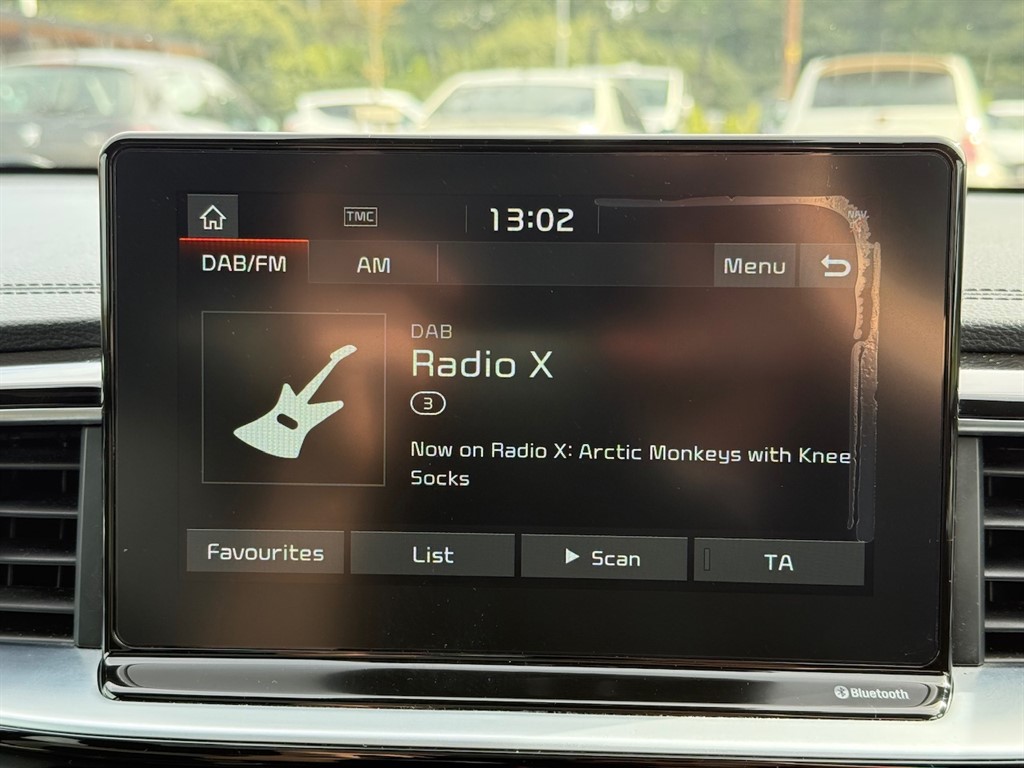 TMC
13:02
NAV
DAB/FM
AM
Menu
DAB
Radio X
3
Now on Radio X: Arctic Monkeys with Knee
Socks
Favourites
List
Scan
TA
Bluetooth